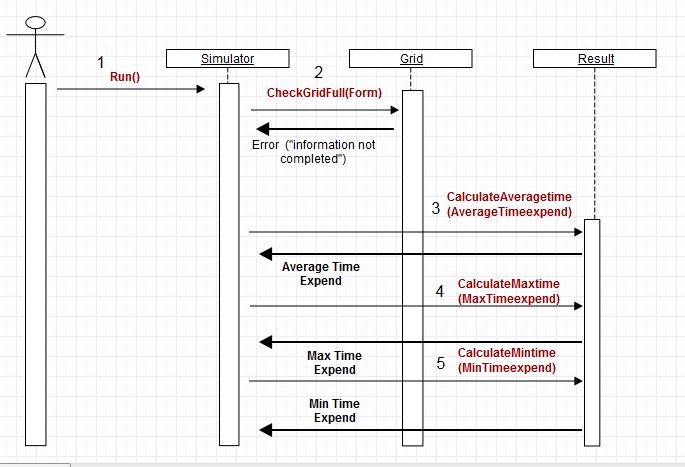 1
Run()
Simulator
2
Grid
Result
CheckGridFull(Form)
Error ("information not
completed")
3
CalculateAveragetime
(AverageTimeexpend)
Average Time
Expend
4
CalculateMaxtime
(MaxTimeexpend)
Max Time
Expend
5
CalculateMintime
(MinTimeexpend)
Min Time
Expend